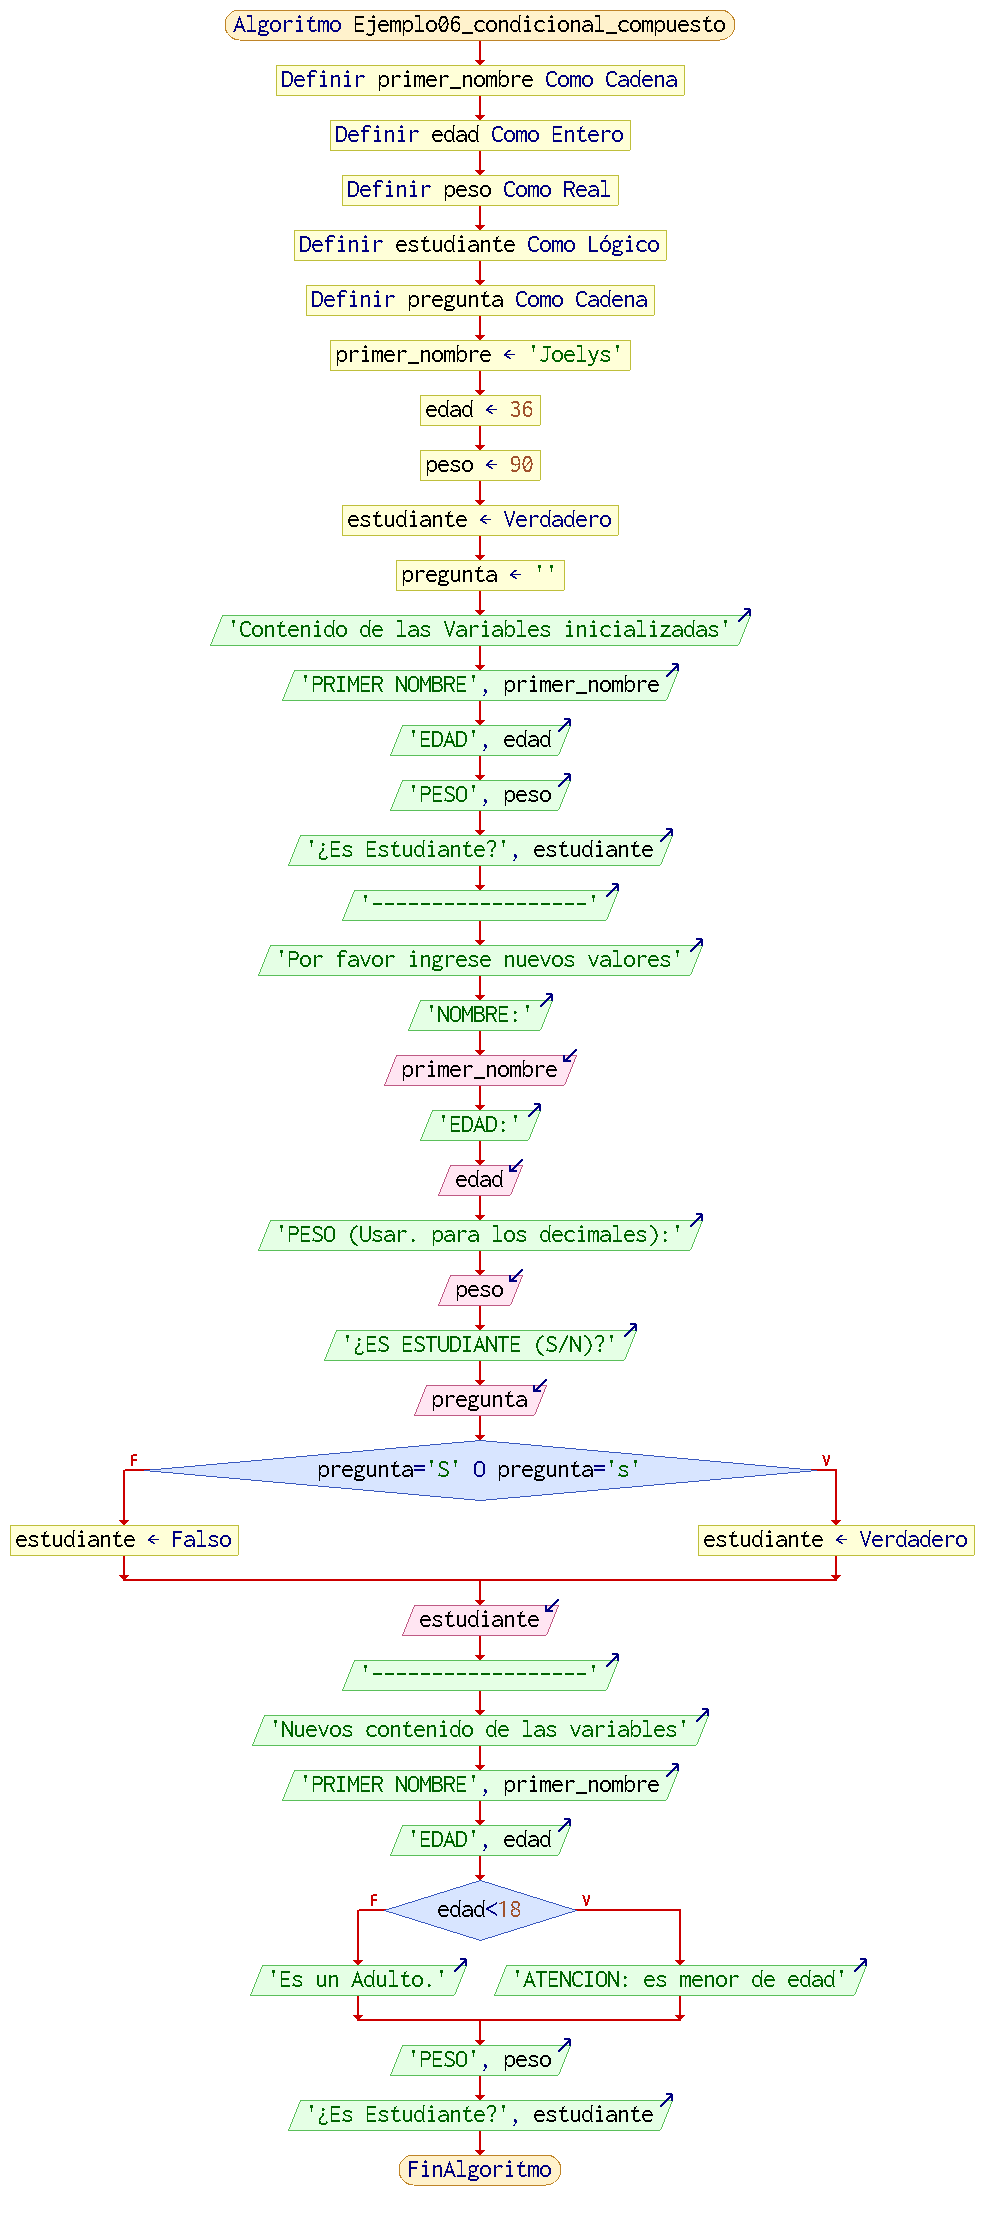 Algoritmo Ejemplo06_condicional_compuesto
Definir primer_nombre Como Cadena
Definir edad Como Entero
Definir peso Como Real
Definir estudiante Como Lógico
Definir pregunta Como Cadena
primer_nombre ← 'Joelys'
edad ← 36
peso ← 90
estudiante ← Verdadero
pregunta ← ''
'Contenido de las Variables inicializadas'
'PRIMER NOMBRE', primer_nombre
'EDAD', edad
'PESO', peso
'¿Es Estudiante?', estudiante
'------------------'
'Por favor ingrese nuevos valores'
'NOMBRE:'
primer_nombre
'EDAD:'
edad
'PESO (Usar. para los decimales):'
peso
'¿ES ESTUDIANTE (S/N)?'
pregunta
F
V
pregunta='S' O pregunta='s'
estudiante ← Falso
estudiante ← Verdadero
estudiante
'------------------'
'Nuevos contenido de las variables'
'PRIMER NOMBRE', primer_nombre
'EDAD', edad
F
V
edad<18
'Es un Adulto.'
'ATENCION: es menor de edad'
'PESO', peso
'¿Es Estudiante?', estudiante
FinAlgoritmo